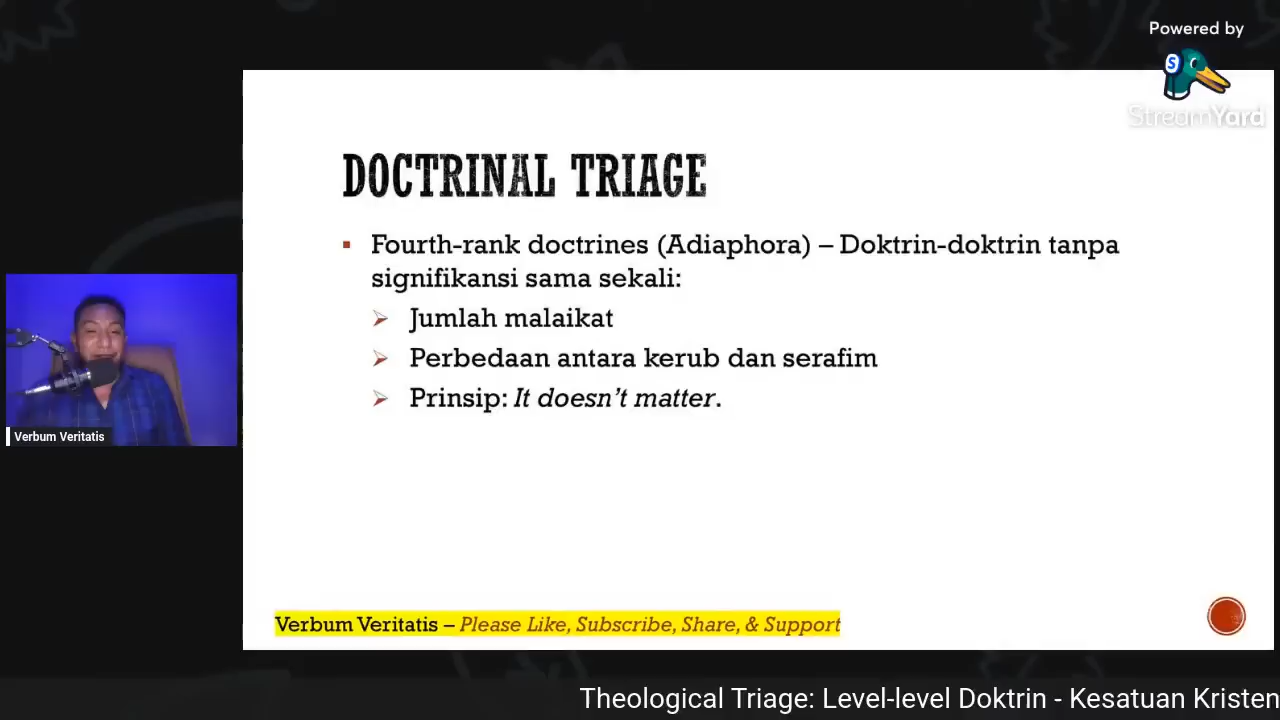 Powered by
StreamYard
DOCTRINAL TRIAGE
Fourth-rank doctrines (Adiaphora) – Doktrin-doktrin tanpa
signifikansi sama sekali:
Jumlah malaikat
Perbedaan antara kerub dan serafim
Prinsip: It doesn't matter.
Verbum Veritatis
Verbum Veritatis – Please Like, Subscribe, Share, & Support
Theological Triage: Level-level Doktrin - Kesatuan Kristen